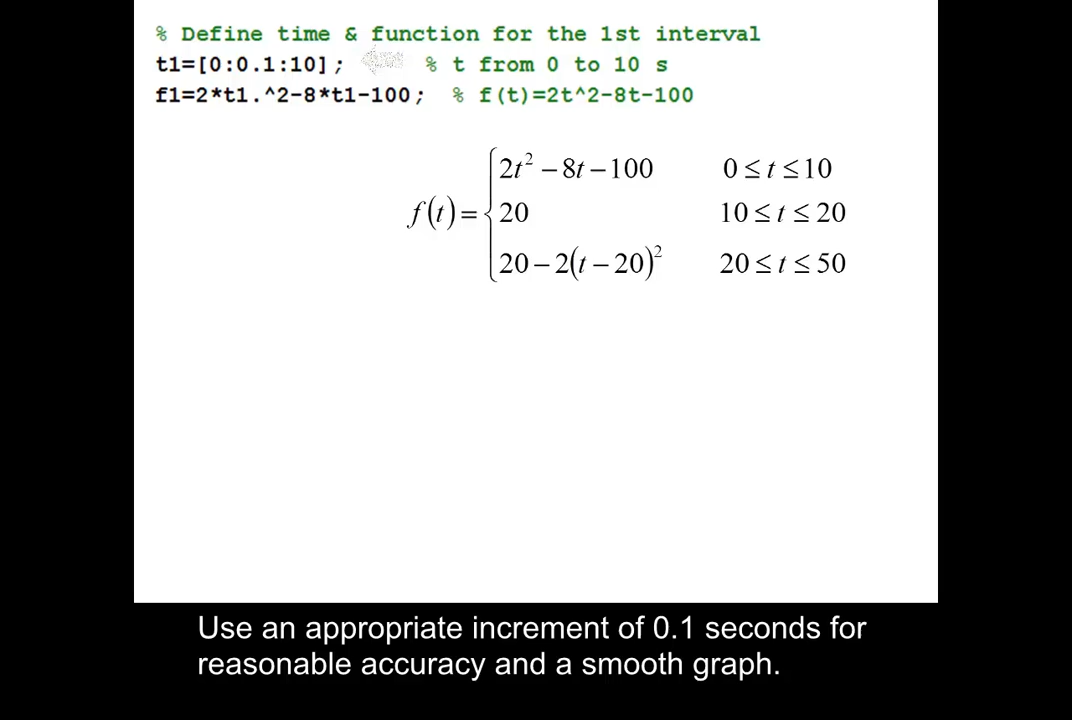 % Define time & function for the 1st interval
t1=[0:0.1:10]; % t from 0 to 10 s
f1=2*t1.^2-8*t1-100; % f(t)=2t^2-8t-100
2t² − 8t − 100 0 ≤ t ≤ 10
f(t) = { 20 10 ≤ t ≤ 20
20 − 2(t − 20)² 20 ≤ t ≤ 50
Use an appropriate increment of 0.1 seconds for
reasonable accuracy and a smooth graph.